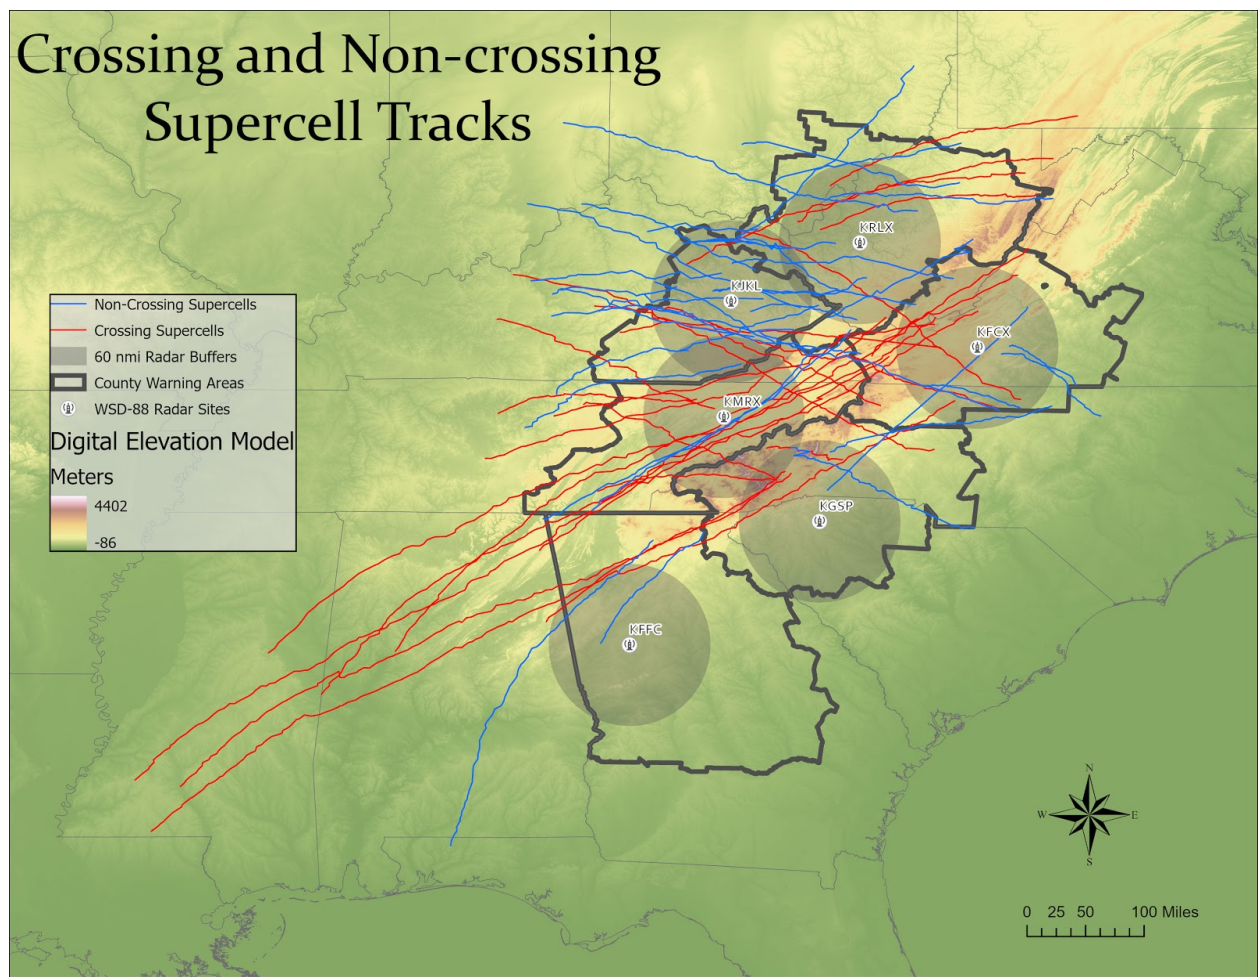 Crossing and Non-crossing
Supercell Tracks
KRLX
KJKL
KFCX
KMRX
KGSP
KFFC
Non-Crossing Supercells
Crossing Supercells
60 nmi Radar Buffers
County Warning Areas
WSD-88 Radar Sites
Digital Elevation Model
Meters
4402
-86
N
W E
S
0 25 50 100 Miles